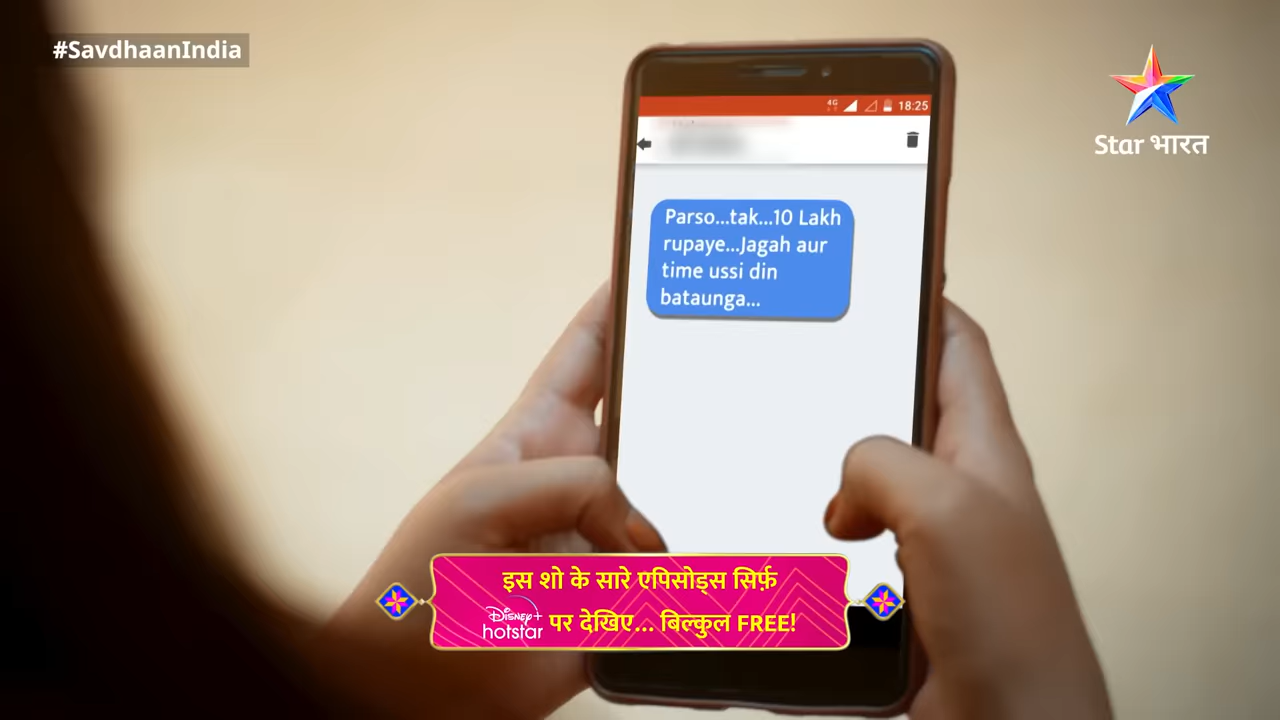 #SavdhaanIndia
Star भारत
4G
18:25
Parso...tak...10 Lakh
rupaye...Jagah aur
time ussi din
bataunga...
इस शो के सारे एपिसोड्स सिर्फ़
Disney+ hotstar पर देखिए... बिल्कुल FREE!